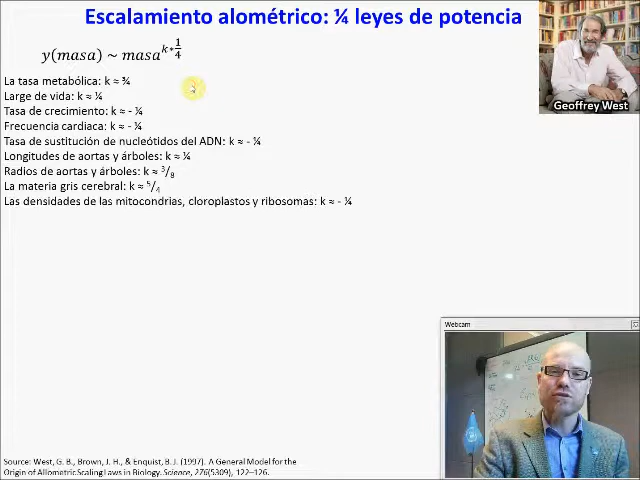 Escalamiento alométrico: ¼ leyes de potencia
y(masa) ~ masa^{k*\frac{1}{4}}
La tasa metabólica: k ≈ ¾
Large de vida: k ≈ ¼
Tasa de crecimiento: k ≈ - ¼
Frecuencia cardiaca: k ≈ - ¼
Tasa de sustitución de nucleótidos del ADN: k ≈ - ¼
Longitudes de aortas y árboles: k ≈ ¼
Radios de aortas y árboles: k ≈ 3/8
La materia gris cerebral: k ≈ 5/4
Las densidades de las mitocondrias, cloroplastos y ribosomas: k ≈ - ¼
Geoffrey West
Webcam
Source: West, G. B., Brown, J. H., & Enquist, B. J. (1997). A General Model for the
Origin of Allometric Scaling Laws in Biology. Science, 276(5309), 122–126.